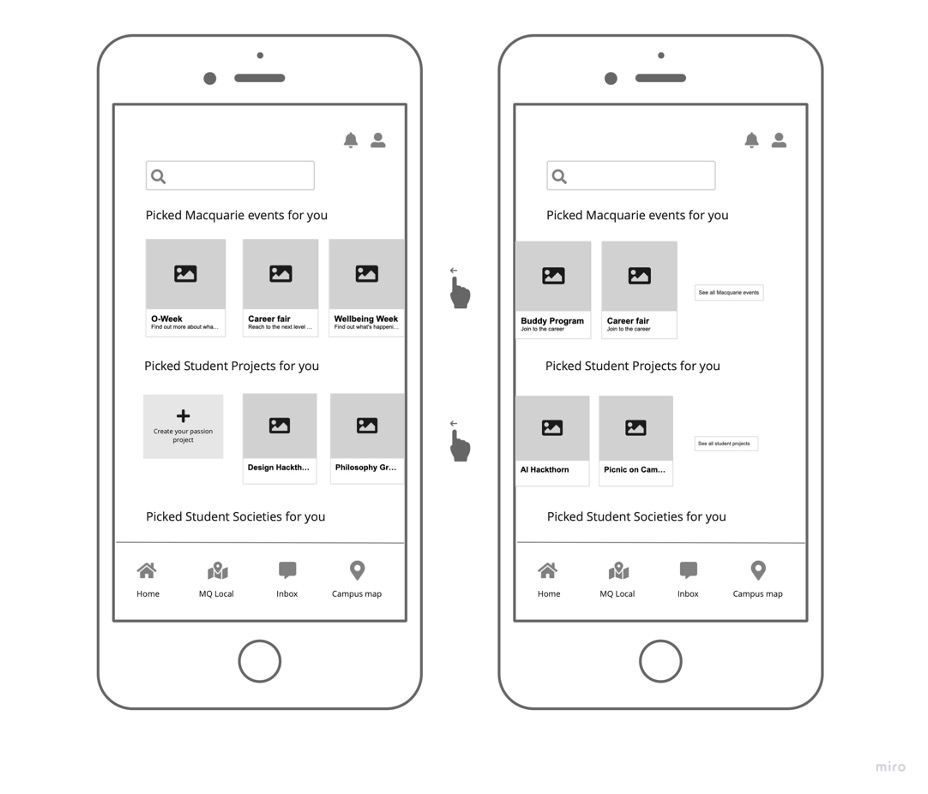 Picked Macquarie events for you
O-Week
Find out more about wha...
Career fair
Reach to the next level ...
Wellbeing Week
Find out what's happeni...
Picked Student Projects for you
Create your passion
project
Design Hackth...
Philosophy Gr...
Picked Student Societies for you
Home
MQ Local
Inbox
Campus map
Picked Macquarie events for you
Buddy Program
Join to the career
Career fair
Join to the career
See all Macquarie events
Picked Student Projects for you
AI Hackthorn
Picnic on Cam...
See all student projects
Picked Student Societies for you
Home
MQ Local
Inbox
Campus map
miro